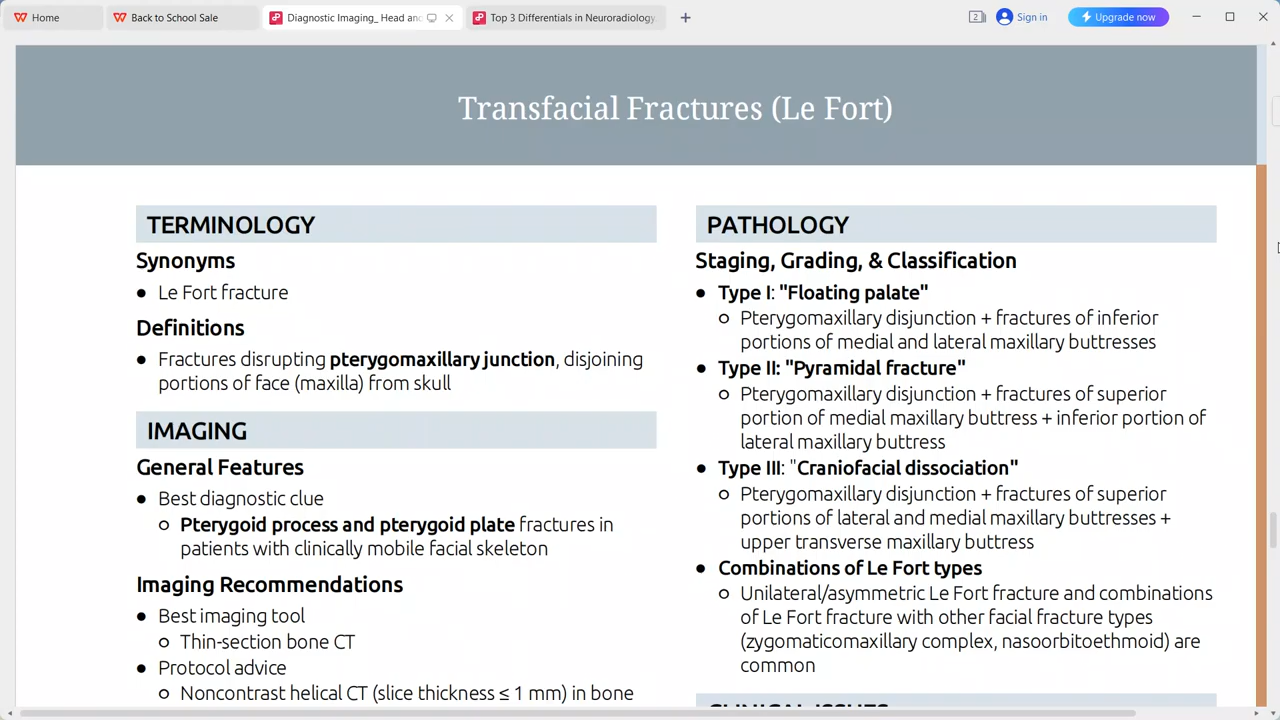 Home
Back to School Sale
Diagnostic Imaging_ Head and
Top 3 Differentials in Neuroradiology
2
Sign in
Upgrade now
Transfacial Fractures (Le Fort)
TERMINOLOGY
Synonyms
● Le Fort fracture
Definitions
● Fractures disrupting pterygomaxillary junction, disjoining
portions of face (maxilla) from skull
IMAGING
General Features
● Best diagnostic clue
○ Pterygoid process and pterygoid plate fractures in
patients with clinically mobile facial skeleton
Imaging Recommendations
● Best imaging tool
○ Thin-section bone CT
● Protocol advice
○ Noncontrast helical CT (slice thickness ≤ 1 mm) in bone
PATHOLOGY
Staging, Grading, & Classification
● Type I: "Floating palate"
○ Pterygomaxillary disjunction + fractures of inferior
portions of medial and lateral maxillary buttresses
● Type II: "Pyramidal fracture"
○ Pterygomaxillary disjunction + fractures of superior
portion of medial maxillary buttress + inferior portion of
lateral maxillary buttress
● Type III: "Craniofacial dissociation"
○ Pterygomaxillary disjunction + fractures of superior
portions of lateral and medial maxillary buttresses +
upper transverse maxillary buttress
● Combinations of Le Fort types
○ Unilateral/asymmetric Le Fort fracture and combinations
of Le Fort fracture with other facial fracture types
(zygomaticomaxillary complex, nasoorbitoethmoid) are
common
CLINICAL ISSUES